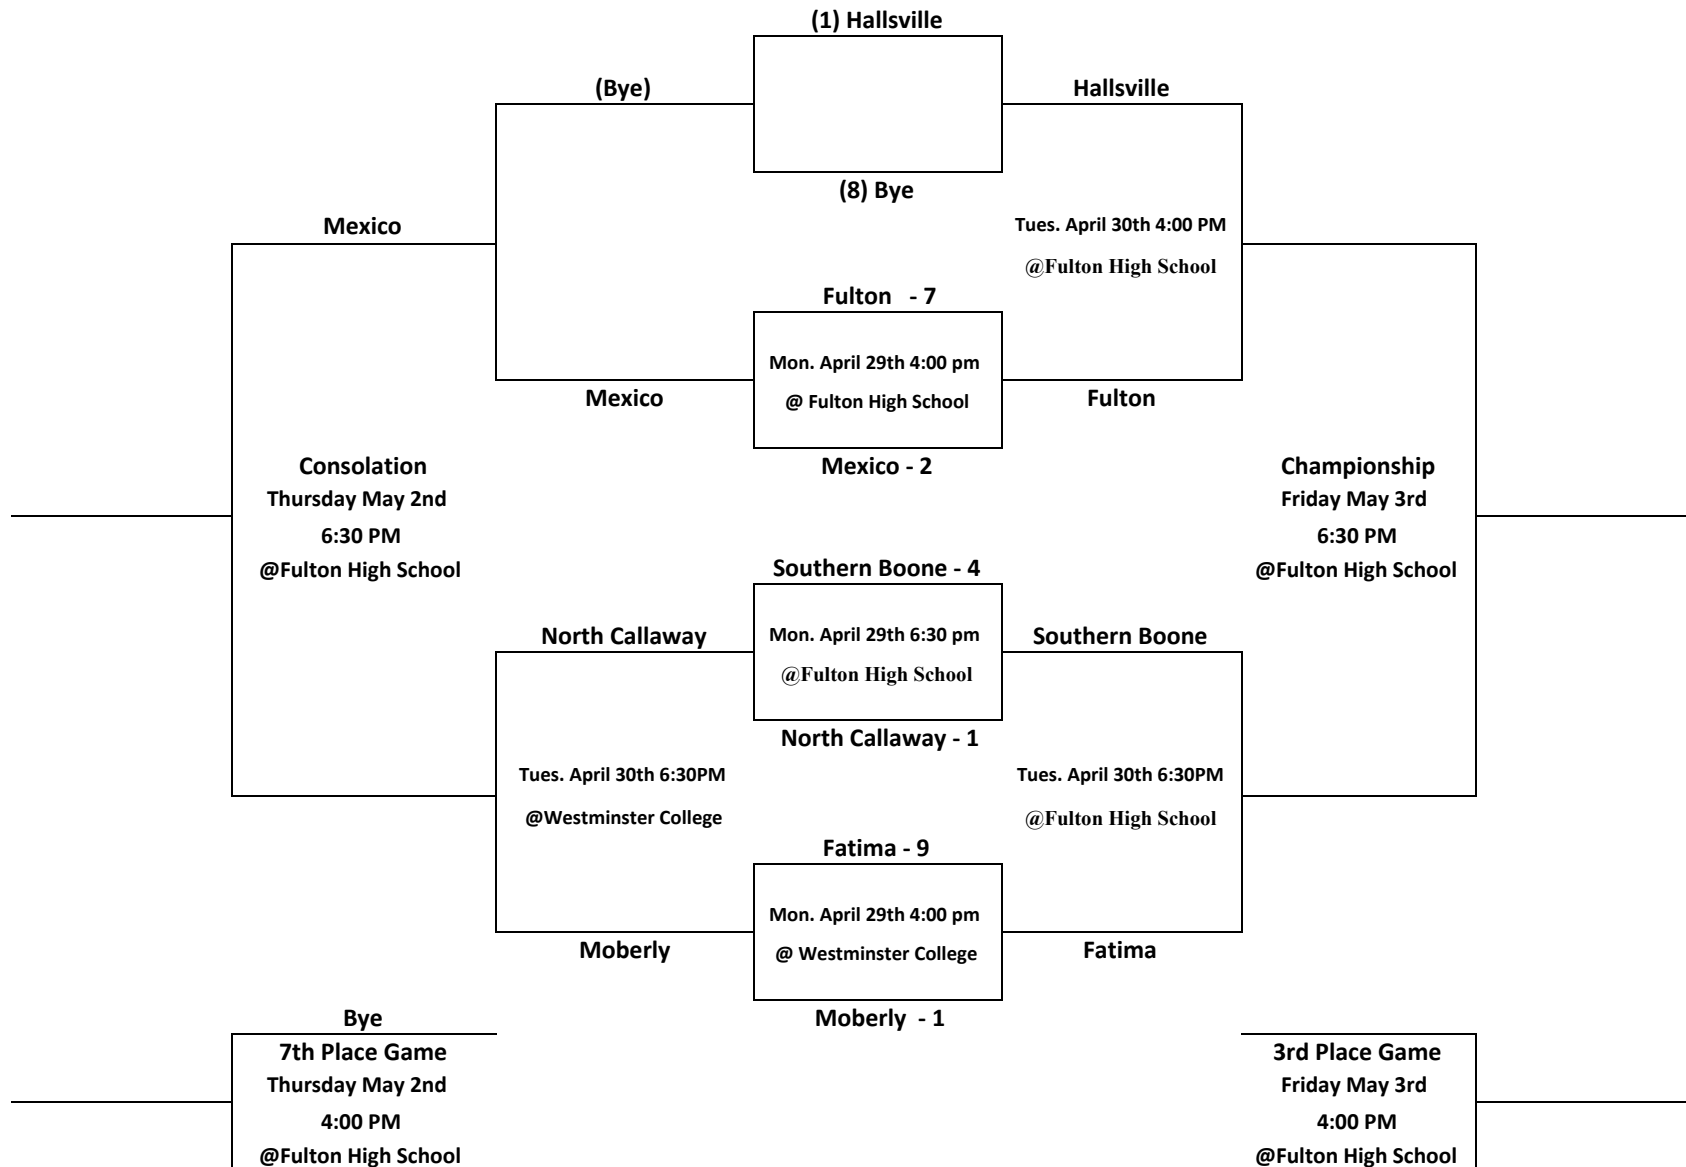 (1) Hallsville
(Bye)
Hallsville
(8) Bye
Mexico
Tues. April 30th 4:00 PM
@Fulton High School
Fulton - 7
Mon. April 29th 4:00 pm
@ Fulton High School
Mexico
Fulton
Mexico - 2
Consolation
Thursday May 2nd
6:30 PM
@Fulton High School
Championship
Friday May 3rd
6:30 PM
@Fulton High School
Southern Boone - 4
North Callaway
Mon. April 29th 6:30 pm
@Fulton High School
Southern Boone
North Callaway - 1
Tues. April 30th 6:30PM
@Westminster College
Tues. April 30th 6:30PM
@Fulton High School
Fatima - 9
Mon. April 29th 4:00 pm
@ Westminster College
Moberly
Fatima
Moberly - 1
Bye
7th Place Game
Thursday May 2nd
4:00 PM
@Fulton High School
3rd Place Game
Friday May 3rd
4:00 PM
@Fulton High School